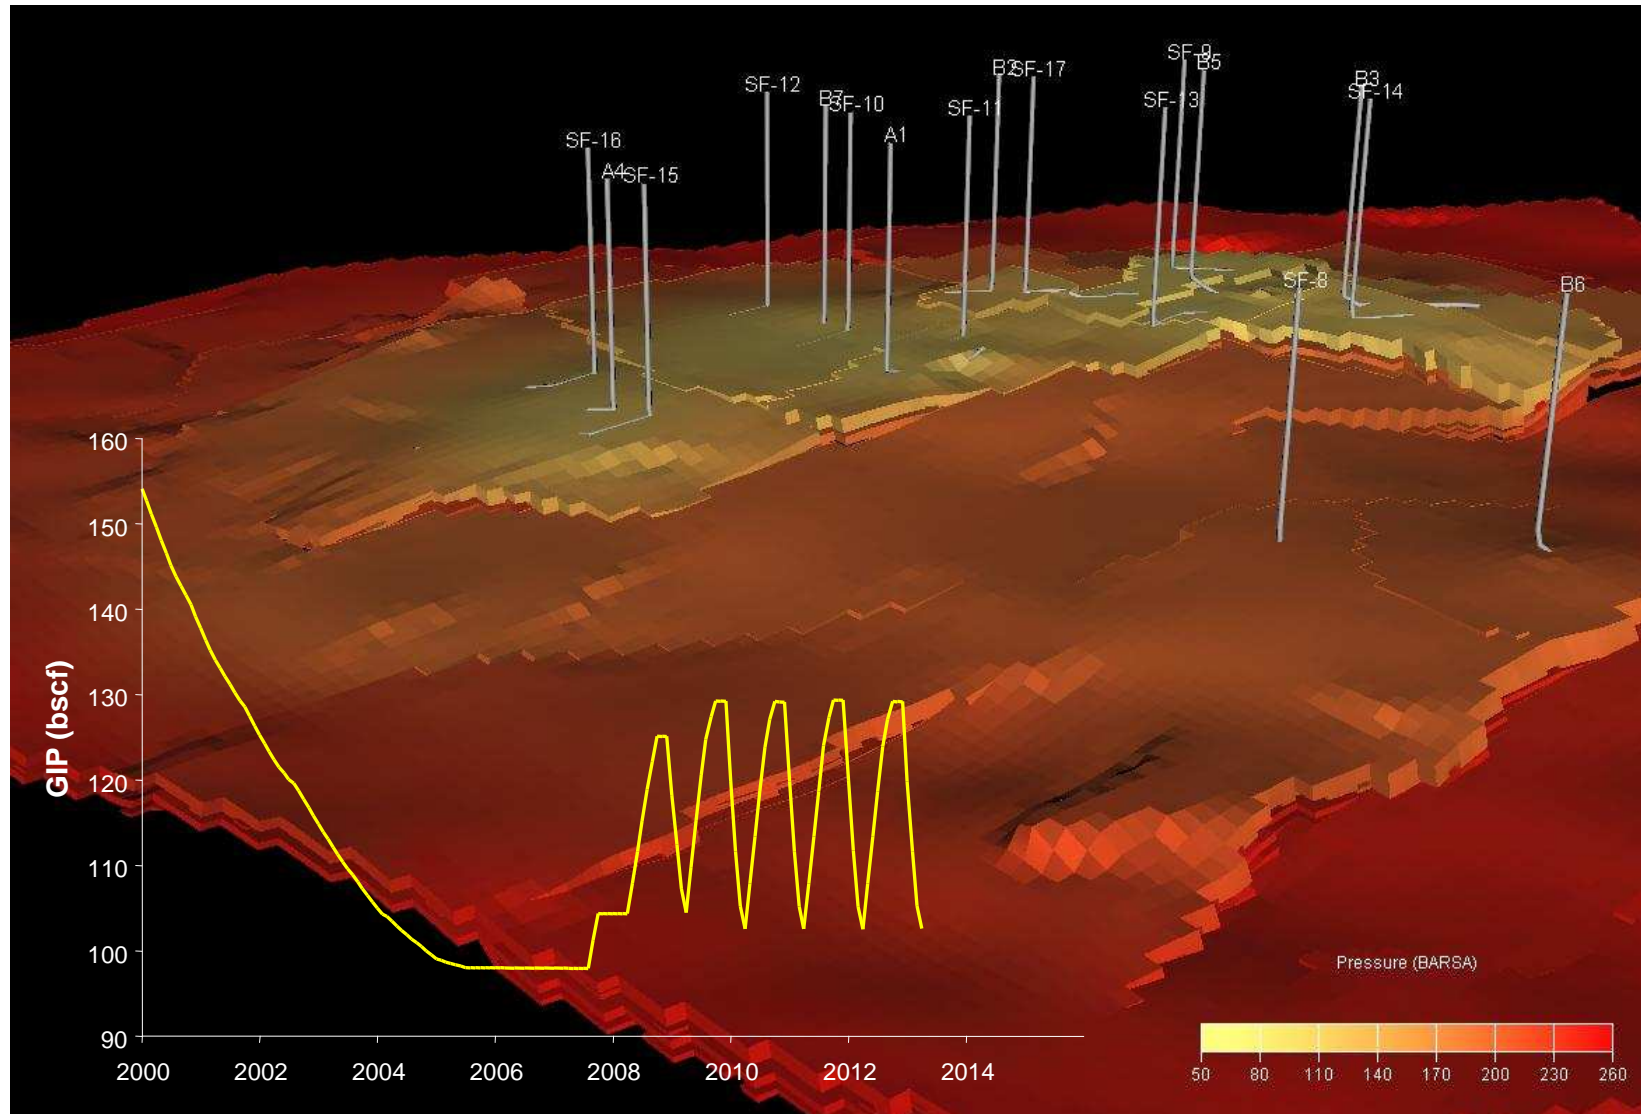 SF-9
B5
B2
SF-17
B3
SF-14
SF-12
B7
SF-10
SF-11
SF-13
A1
SF-16
A4
SF-15
SF-8
B6
160
150
140
130
120
110
100
90
GIP (bscf)
2000 2002 2004 2006 2008 2010 2012 2014
Pressure (BARSA)
50 80 110 140 170 200 230 260